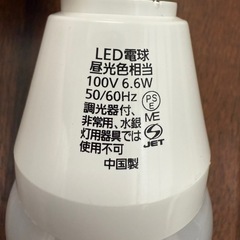 LED電球
昼光色相当
100V 6.6W
50/60Hz
調光器付、
非常用、水銀
灯用器具では
使用不可
中国製
PS
E
ME
JET